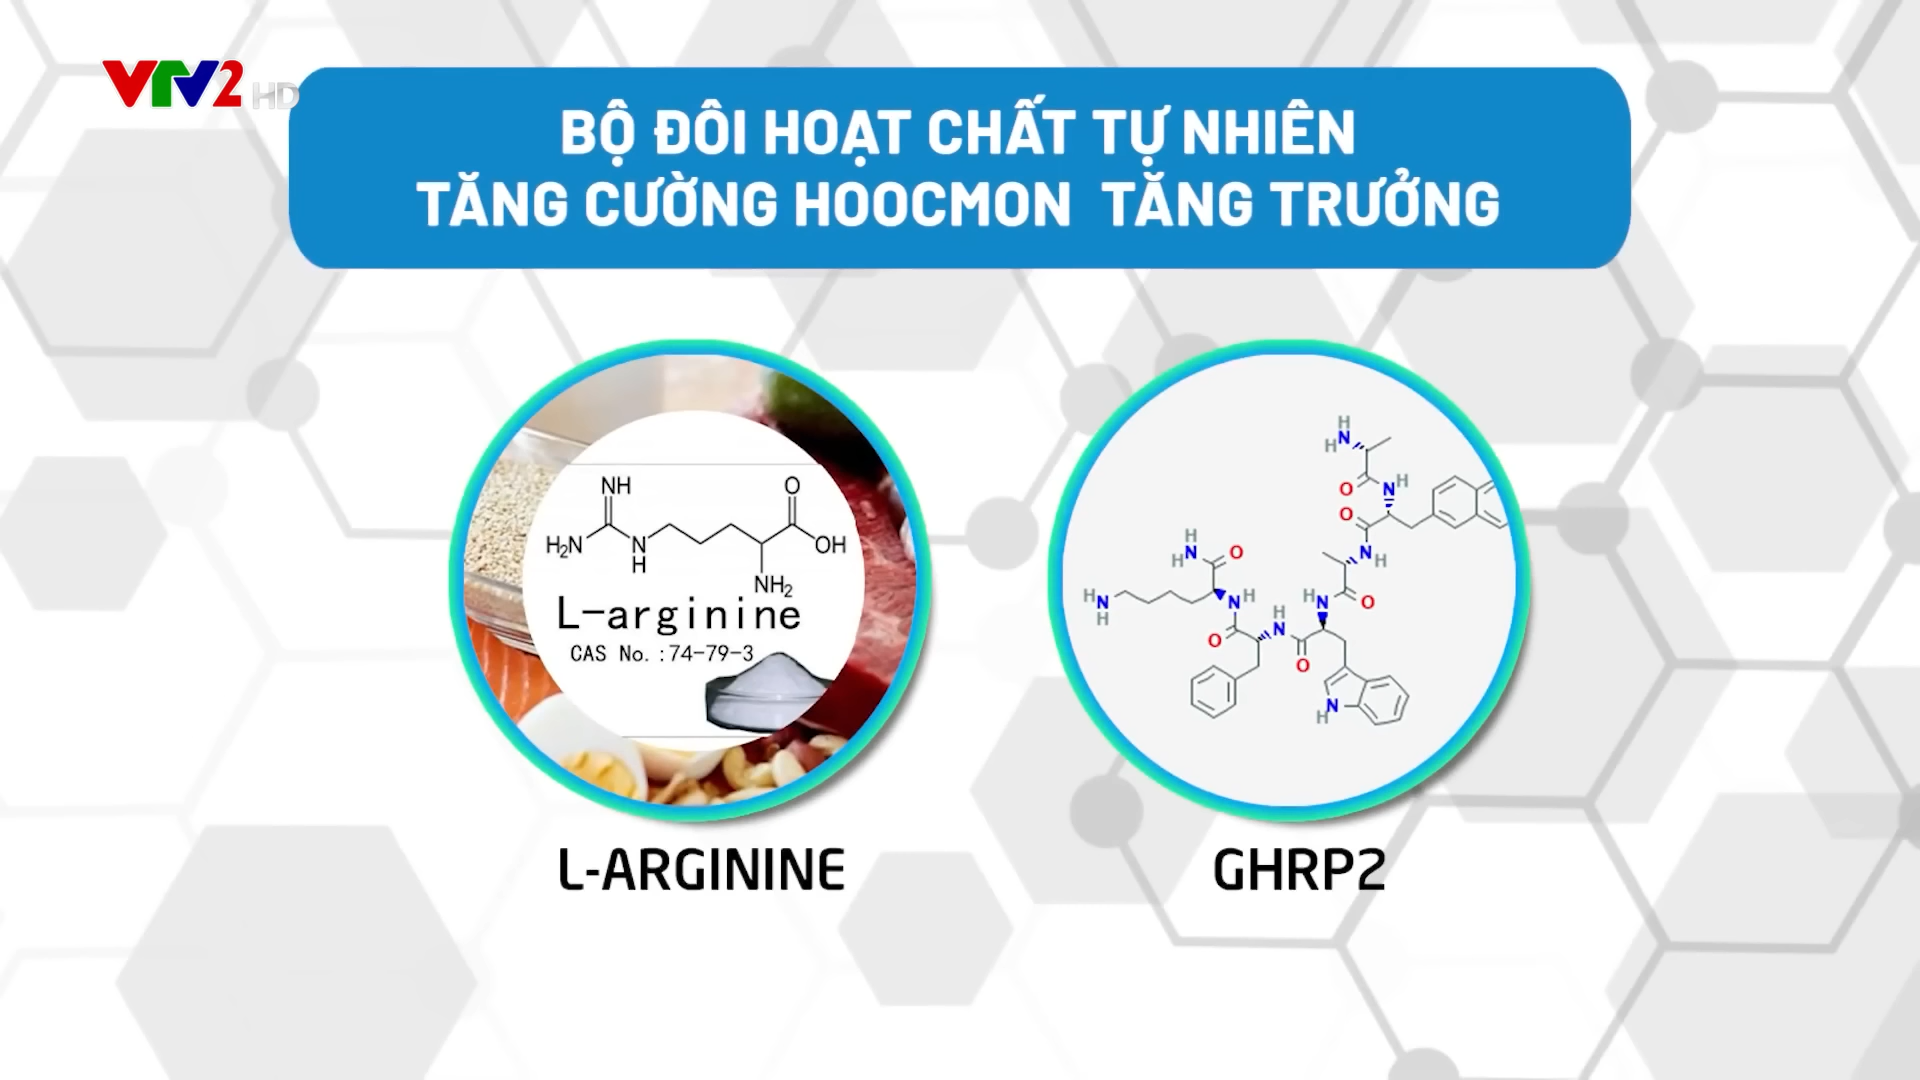 VTV2 HD
BỘ ĐÔI HOẠT CHẤT TỰ NHIÊN
TĂNG CƯỜNG HOOCMON TĂNG TRƯỞNG
NH
H₂N
N
H
O
OH
NH₂
L-arginine
CAS No.:74-79-3
H
H N
O
N H
O
N H
H
N
H
O
H N
O
H
N
H
N H
O
H
N
O
O
H N
L-ARGININE
GHRP2